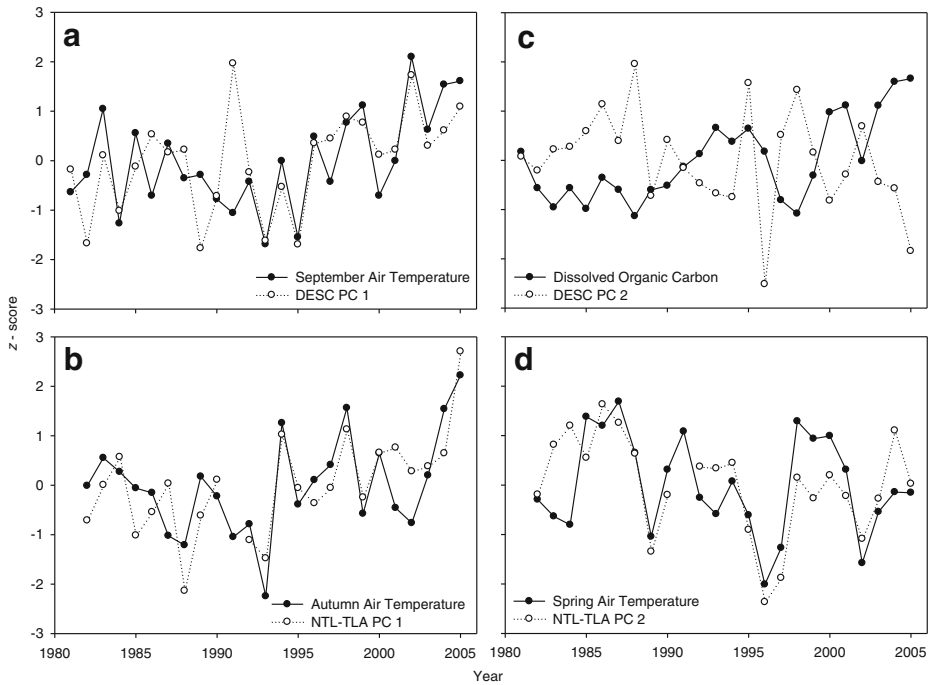 a
3
2
1
0
-1
-2
-3
September Air Temperature
DESC PC 1
c
Dissolved Organic Carbon
DESC PC 2
z - score
b
3
2
1
0
-1
-2
-3
Autumn Air Temperature
NTL-TLA PC 1
1980
1985
1990
1995
2000
2005
d
Spring Air Temperature
NTL-TLA PC 2
1980
1985
1990
1995
2000
2005
Year